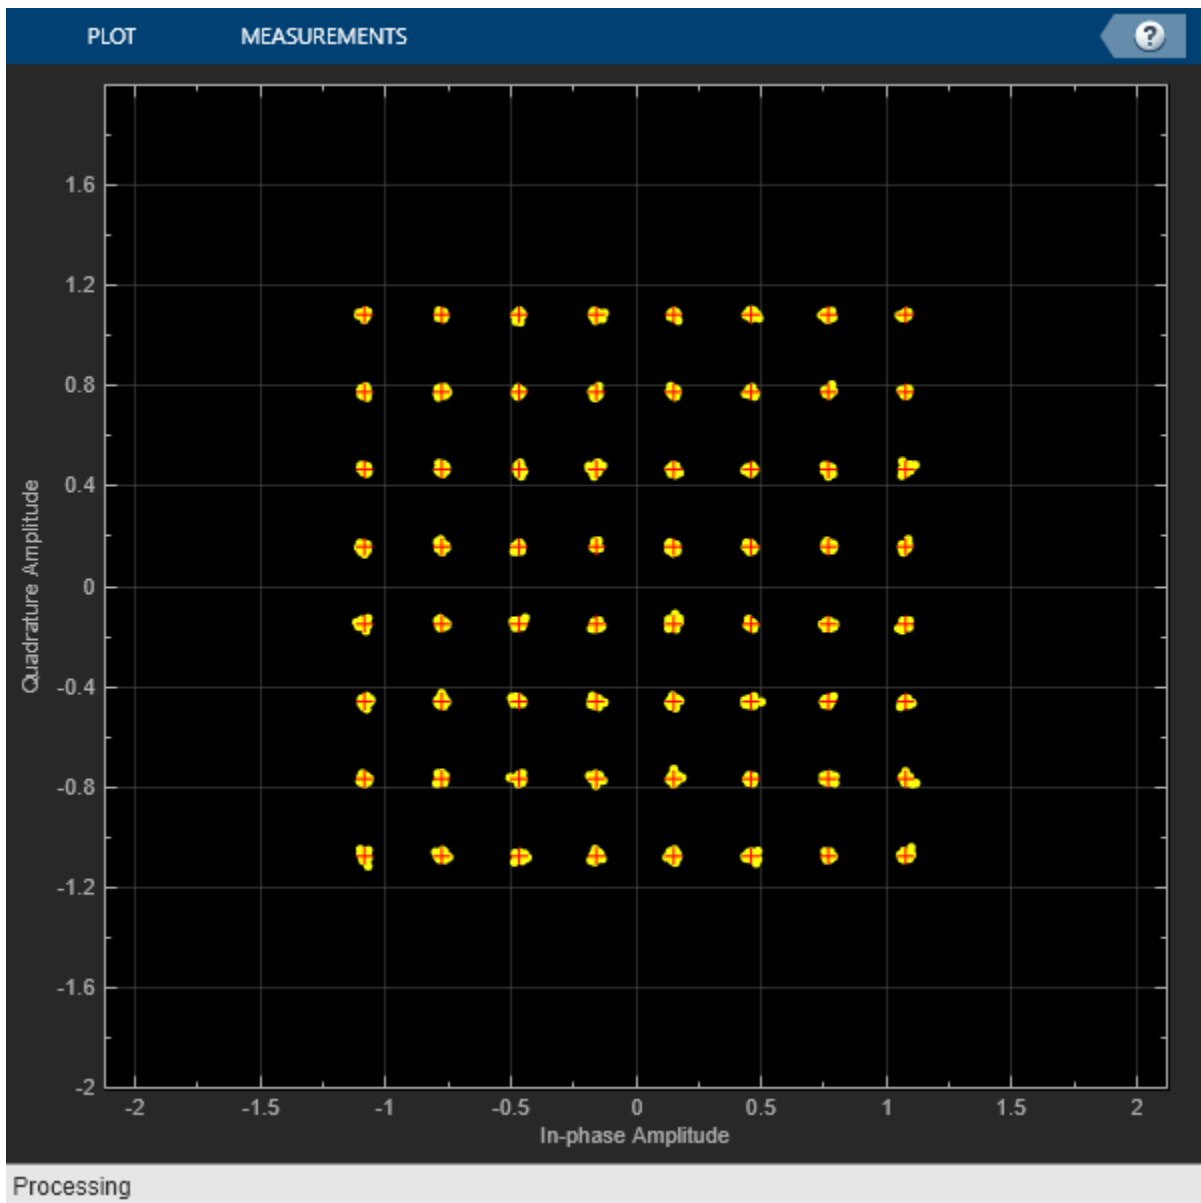 PLOT MEASUREMENTS ?
1.6
1.2
0.8
0.4
0
-0.4
-0.8
-1.2
-1.6
-2
Quadrature Amplitude
-2 -1.5 -1 -0.5 0 0.5 1 1.5 2
In-phase Amplitude
Processing